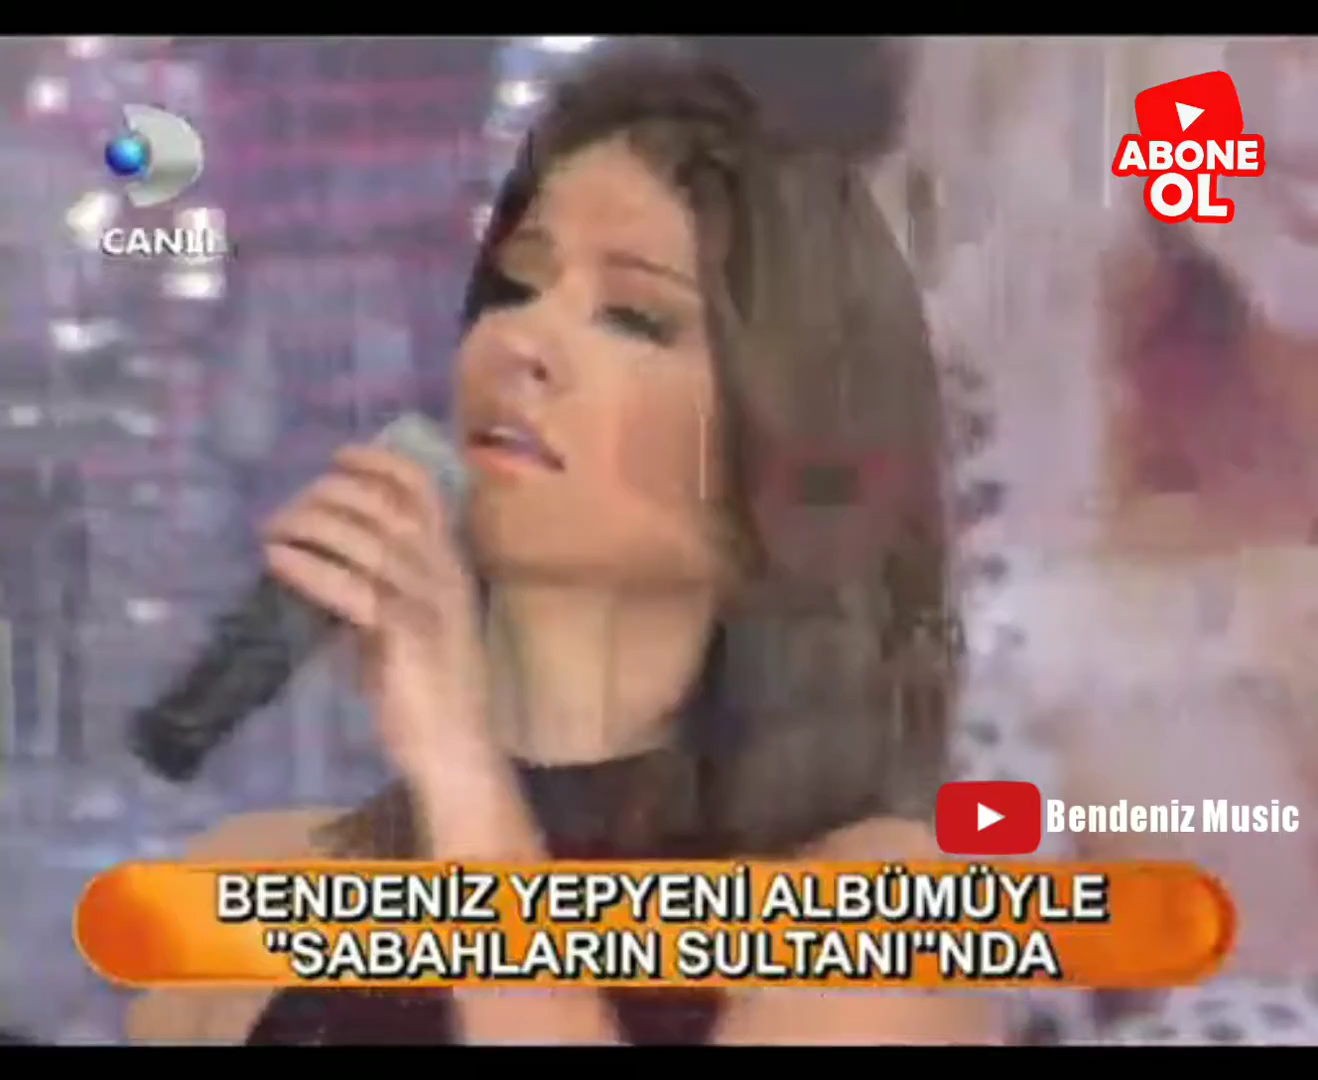 CANLI
ABONE
OL
Bendeniz Music
BENDENİZ YEPYENİ ALBÜMÜYLE
"SABAHLARIN SULTANI"NDA